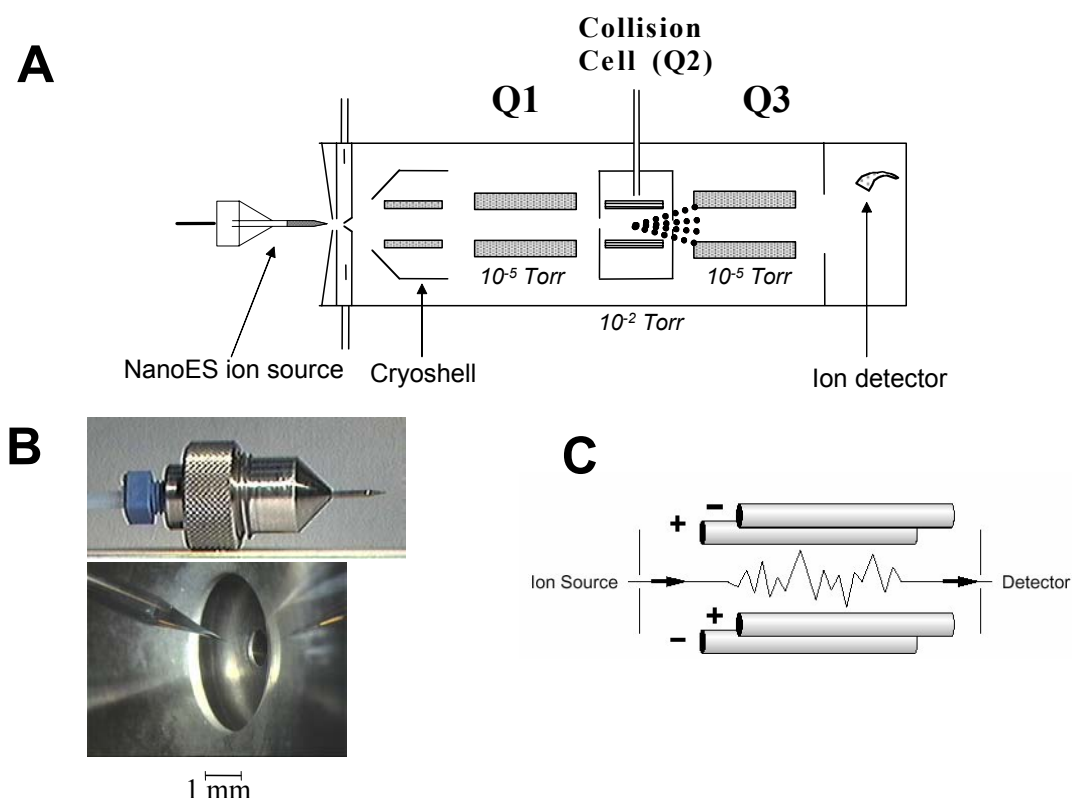 A
Collision
Cell (Q2)
Q1
Q3
10-5 Torr
10-5 Torr
10-2 Torr
NanoES ion source
Cryoshell
Ion detector
B
1 mm
C
-
+
Ion Source
Detector
+
-